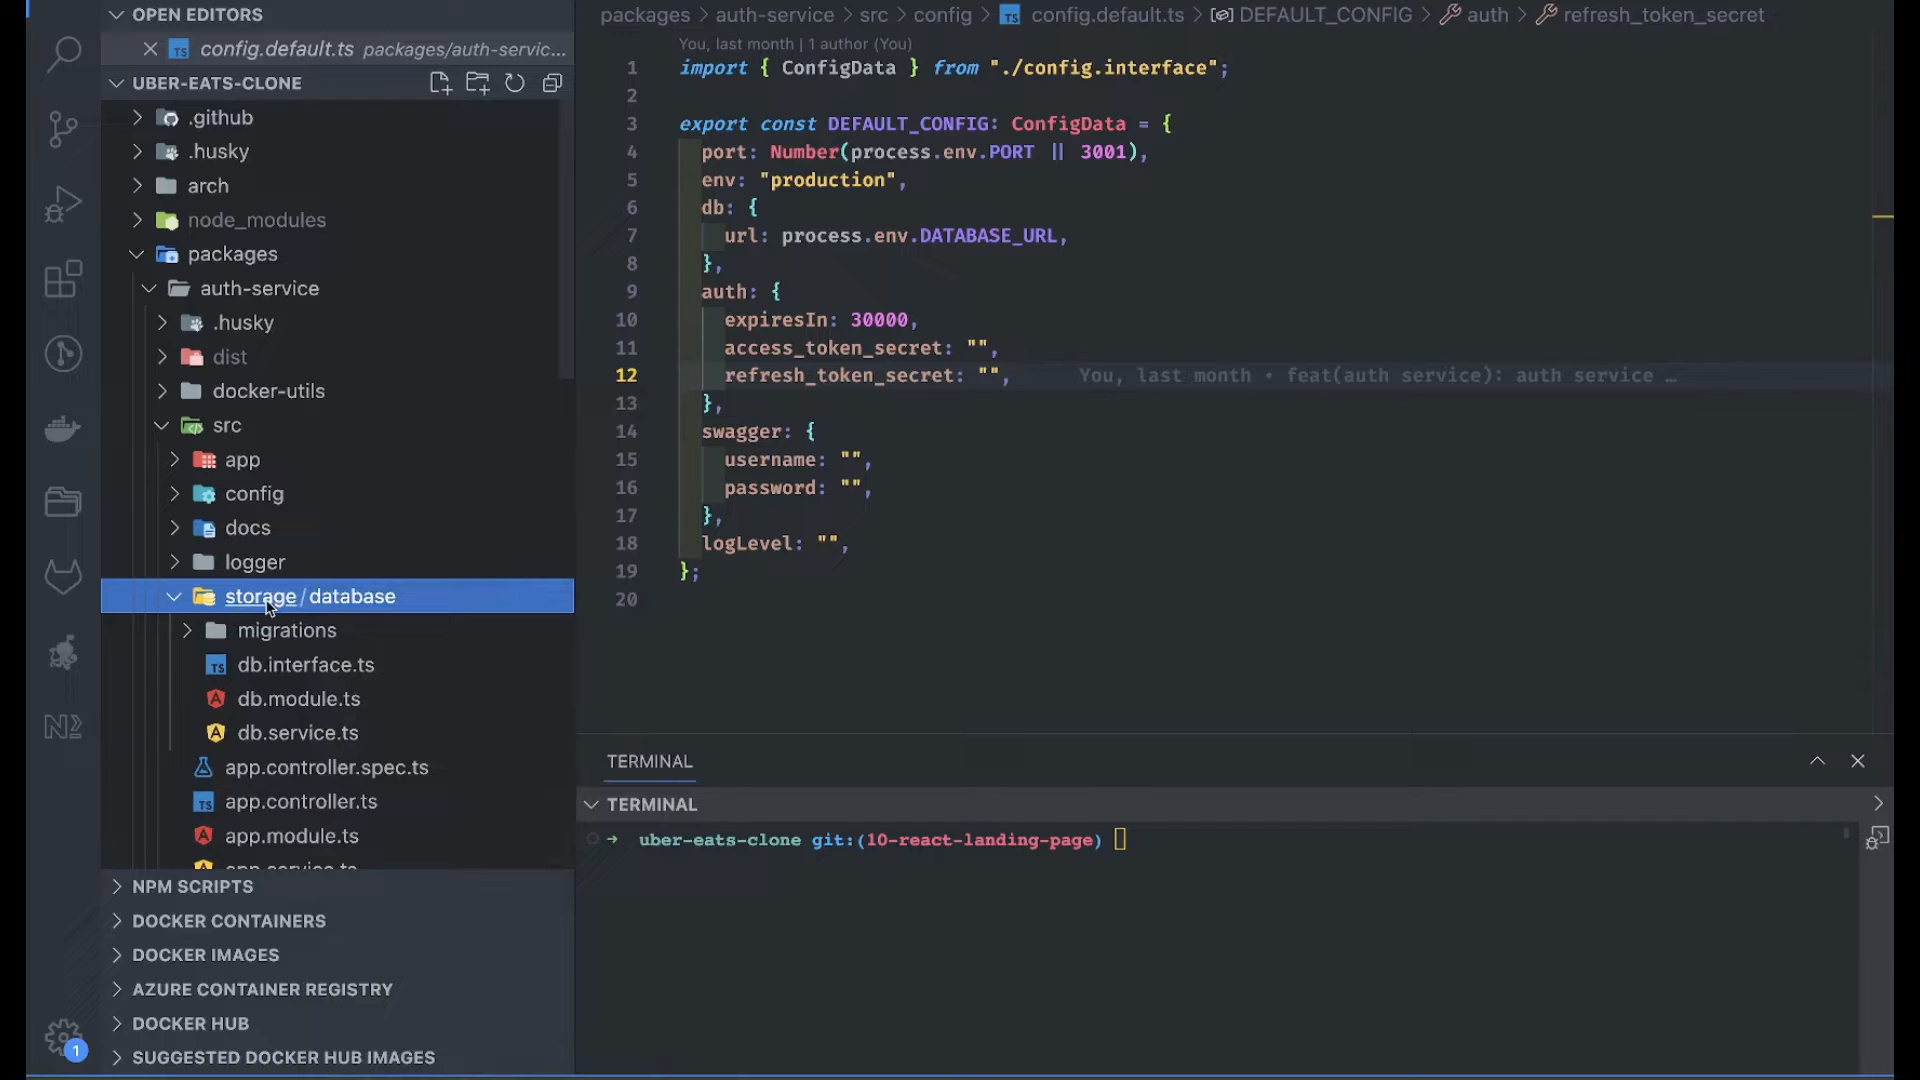 OPEN EDITORS
config.default.ts packages/auth-servic...
UBER-EATS-CLONE
.github
.husky
arch
node_modules
packages
auth-service
.husky
dist
docker-utils
src
app
config
docs
logger
storage/database
migrations
TS db.interface.ts
db.module.ts
db.service.ts
app.controller.spec.ts
TS app.controller.ts
app.module.ts
app.service.ts
NPM SCRIPTS
DOCKER CONTAINERS
DOCKER IMAGES
AZURE CONTAINER REGISTRY
DOCKER HUB
SUGGESTED DOCKER HUB IMAGES
1
packages > auth-service > src > config > TS config.default.ts > DEFAULT_CONFIG > auth > refresh_token_secret
You, last month | 1 author (You)
1 import { ConfigData } from "./config.interface";
2
3 export const DEFAULT_CONFIG: ConfigData = {
4 port: Number(process.env.PORT || 3001),
5 env: "production",
6 db: {
7 url: process.env.DATABASE_URL,
8 },
9 auth: {
10 expiresIn: 30000,
11 access_token_secret: "",
12 refresh_token_secret: "", You, last month • feat(auth service): auth service …
13 },
14 swagger: {
15 username: "",
16 password: "",
17 },
18 logLevel: "",
19 };
20
TERMINAL
TERMINAL
➜ uber-eats-clone git:(10-react-landing-page)